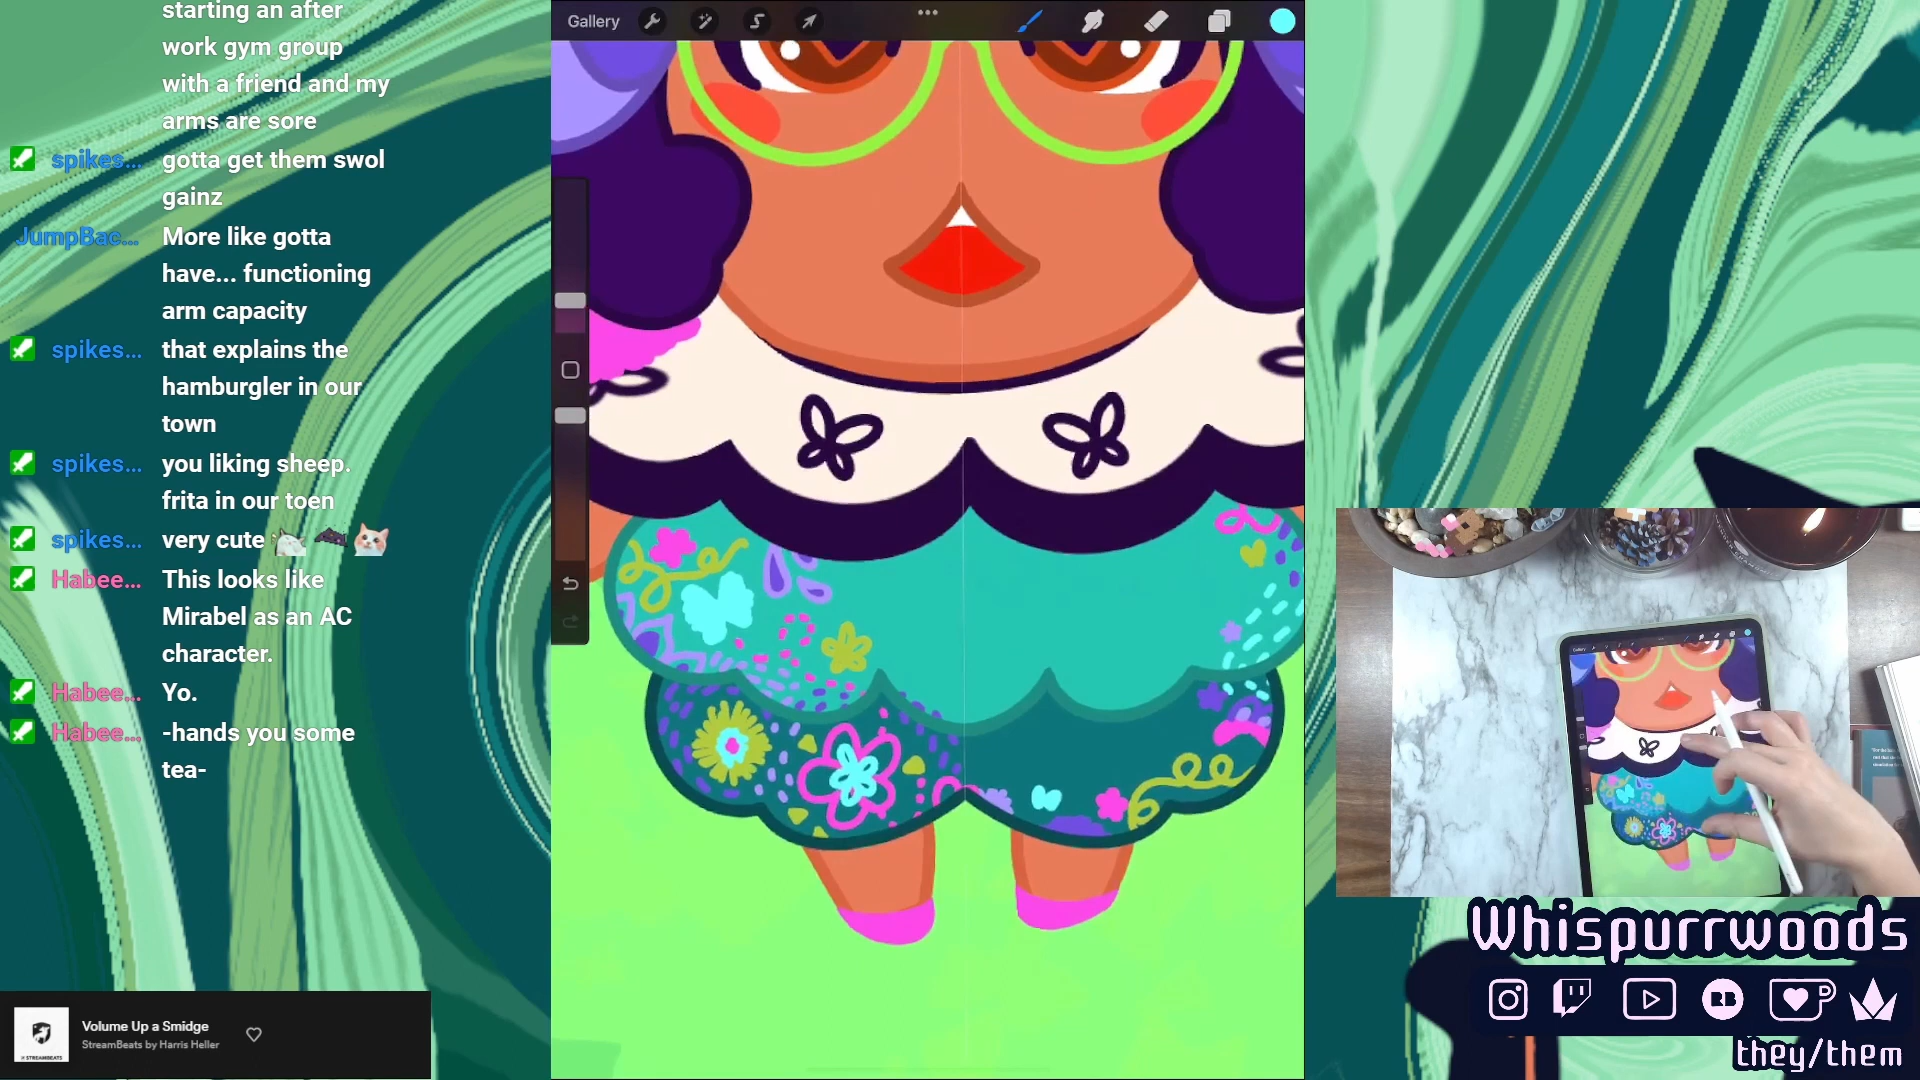 starting an after
work gym group
with a friend and my
arms are sore
spikes... gotta get them swol
gainz
JumpBac... More like gotta
have... functioning
arm capacity
spikes... that explains the
hamburgler in our
town
spikes... you liking sheep.
frita in our toen
spikes... very cute
Habee... This looks like
Mirabel as an AC
character.
Habee... Yo.
Habee... -hands you some
tea-
STREAMBEATS
Volume Up a Smidge
StreamBeats by Harris Heller
Gallery
Whispurrwoods
RB
they/them